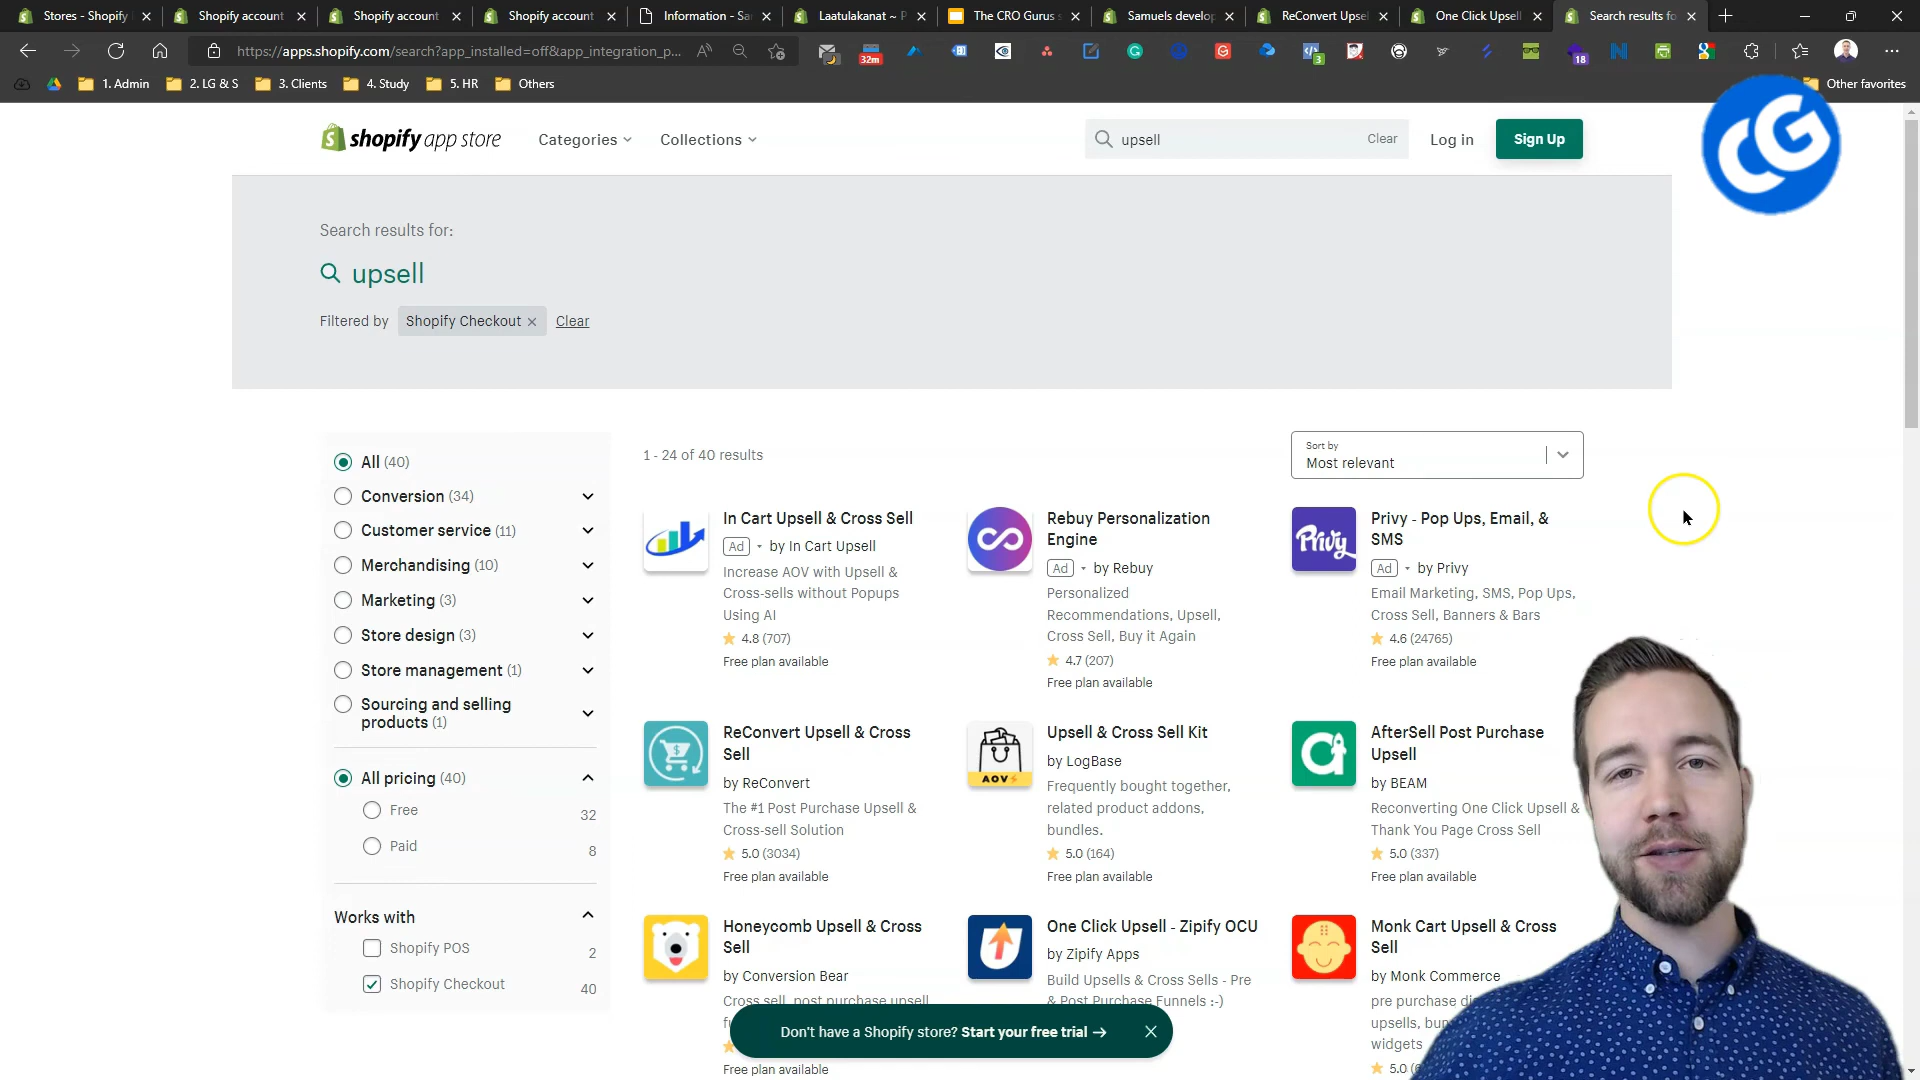 Stores - Shopify
Shopify account
Shopify account
Shopify account
Information - Sa
Laatulakanat ~ P
The CRO Gurus s
Samuels develop
ReConvert Upse
One Click Upsell
Search results fo
https://apps.shopify.com/search?app_installed=off&app_integration_p...
32m
3
18
1. Admin
2. LG & S
3. Clients
4. Study
5. HR
Others
Other favorites
shopify app store
Categories
Collections
upsell
Clear
Log in
Sign Up
CG
Search results for:
upsell
Filtered by
Shopify Checkout ×
Clear
All (40)
Conversion (34)
Customer service (11)
Merchandising (10)
Marketing (3)
Store design (3)
Store management (1)
Sourcing and selling
products (1)
All pricing (40)
Free 32
Paid 8
Works with
Shopify POS 2
Shopify Checkout 40
1 - 24 of 40 results
Sort by
Most relevant
In Cart Upsell & Cross Sell
Ad • by In Cart Upsell
Increase AOV with Upsell &
Cross-sells without Popups
Using AI
4.8 (707)
Free plan available
Rebuy Personalization
Engine
Ad • by Rebuy
Personalized
Recommendations, Upsell,
Cross Sell, Buy it Again
4.7 (207)
Free plan available
Privy
Privy - Pop Ups, Email, &
SMS
Ad • by Privy
Email Marketing, SMS, Pop Ups,
Cross Sell, Banners & Bars
4.6 (24765)
Free plan available
ReConvert Upsell & Cross
Sell
by ReConvert
The #1 Post Purchase Upsell &
Cross-sell Solution
5.0 (3034)
Free plan available
AOV
Upsell & Cross Sell Kit
by LogBase
Frequently bought together,
related product addons,
bundles.
5.0 (164)
Free plan available
AfterSell Post Purchase
Upsell
by BEAM
Reconverting One Click Upsell &
Thank You Page Cross Sell
5.0 (337)
Free plan available
Honeycomb Upsell & Cross
Sell
by Conversion Bear
Cross sell, post purchase upsell
Free plan available
One Click Upsell - Zipify OCU
by Zipify Apps
Build Upsells & Cross Sells - Pre
& Post Purchase Funnels :-)
Monk Cart Upsell & Cross
Sell
by Monk Commerce
pre purchase
upsells,
widgets
5.0
Don't have a Shopify store? Start your free trial →